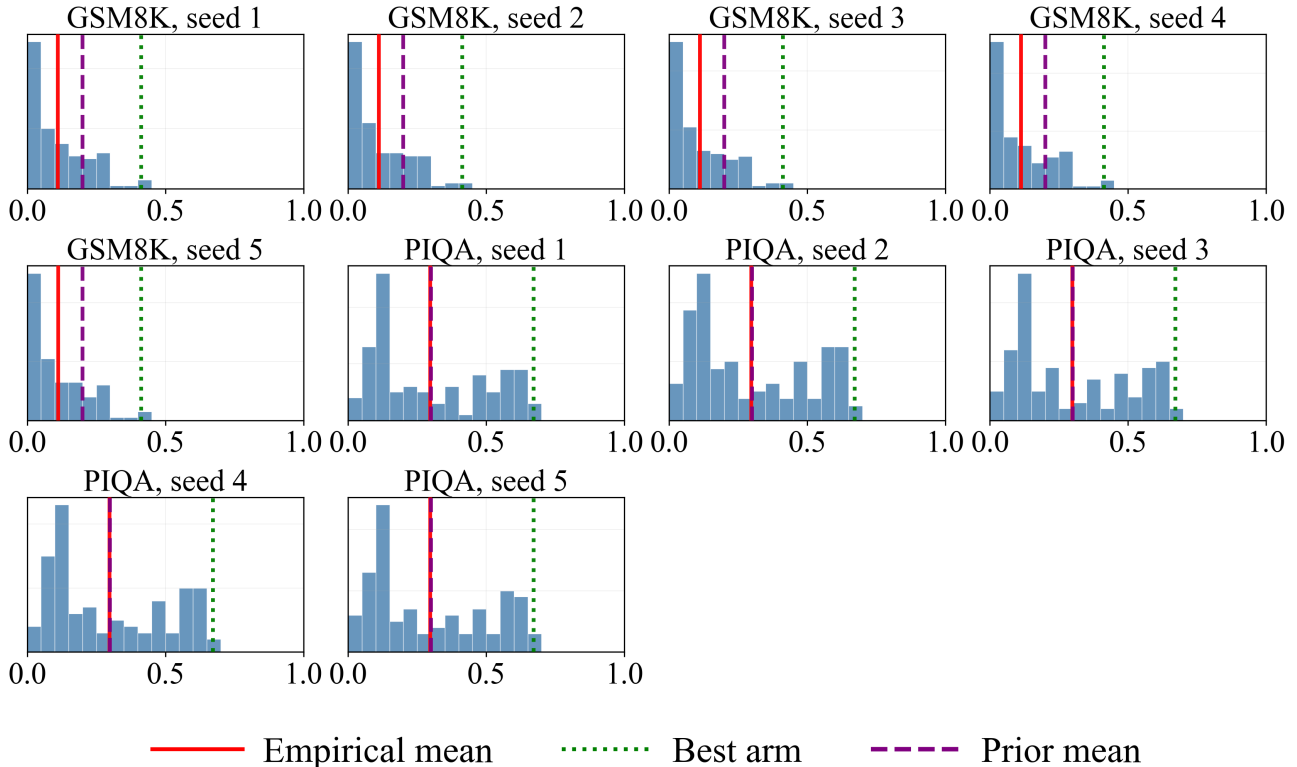 GSM8K, seed 1 GSM8K, seed 2 GSM8K, seed 3 GSM8K, seed 4
0.0 0.5 1.0 0.0 0.5 1.0 0.0 0.5 1.0 0.0 0.5 1.0
GSM8K, seed 5 PIQA, seed 1 PIQA, seed 2 PIQA, seed 3
0.0 0.5 1.0 0.0 0.5 1.0 0.0 0.5 1.0 0.0 0.5 1.0
PIQA, seed 4 PIQA, seed 5
0.0 0.5 1.0 0.0 0.5 1.0
Empirical mean Best arm Prior mean